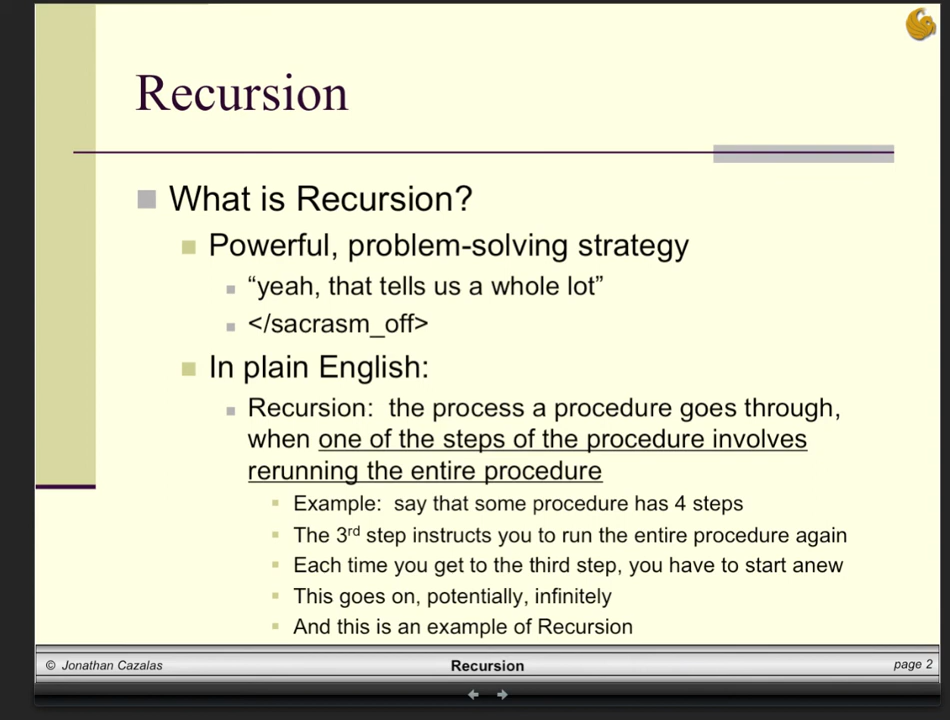 Recursion
What is Recursion?
Powerful, problem-solving strategy
“yeah, that tells us a whole lot”
</sacrasm_off>
In plain English:
Recursion:  the process a procedure goes through,
when one of the steps of the procedure involves
rerunning the entire procedure
Example:  say that some procedure has 4 steps
The 3rd step instructs you to run the entire procedure again
Each time you get to the third step, you have to start anew
This goes on, potentially, infinitely
And this is an example of Recursion
© Jonathan Cazalas
Recursion
page 2